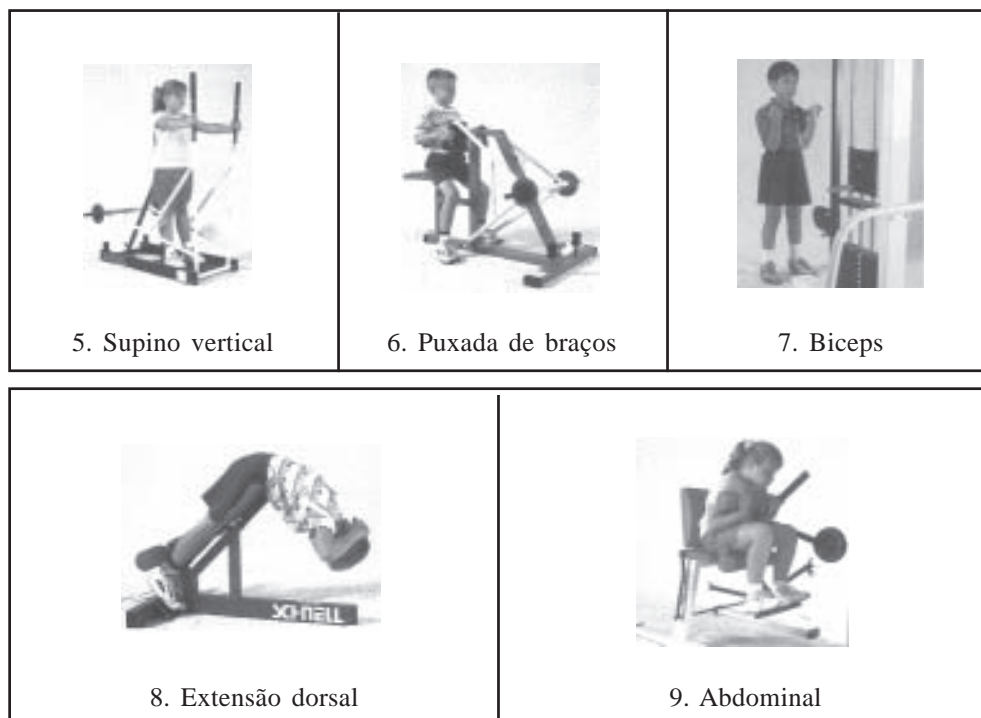 5. Supino vertical
6. Puxada de braços
7. Biceps
SCHNELL
8. Extensão dorsal
9. Abdominal